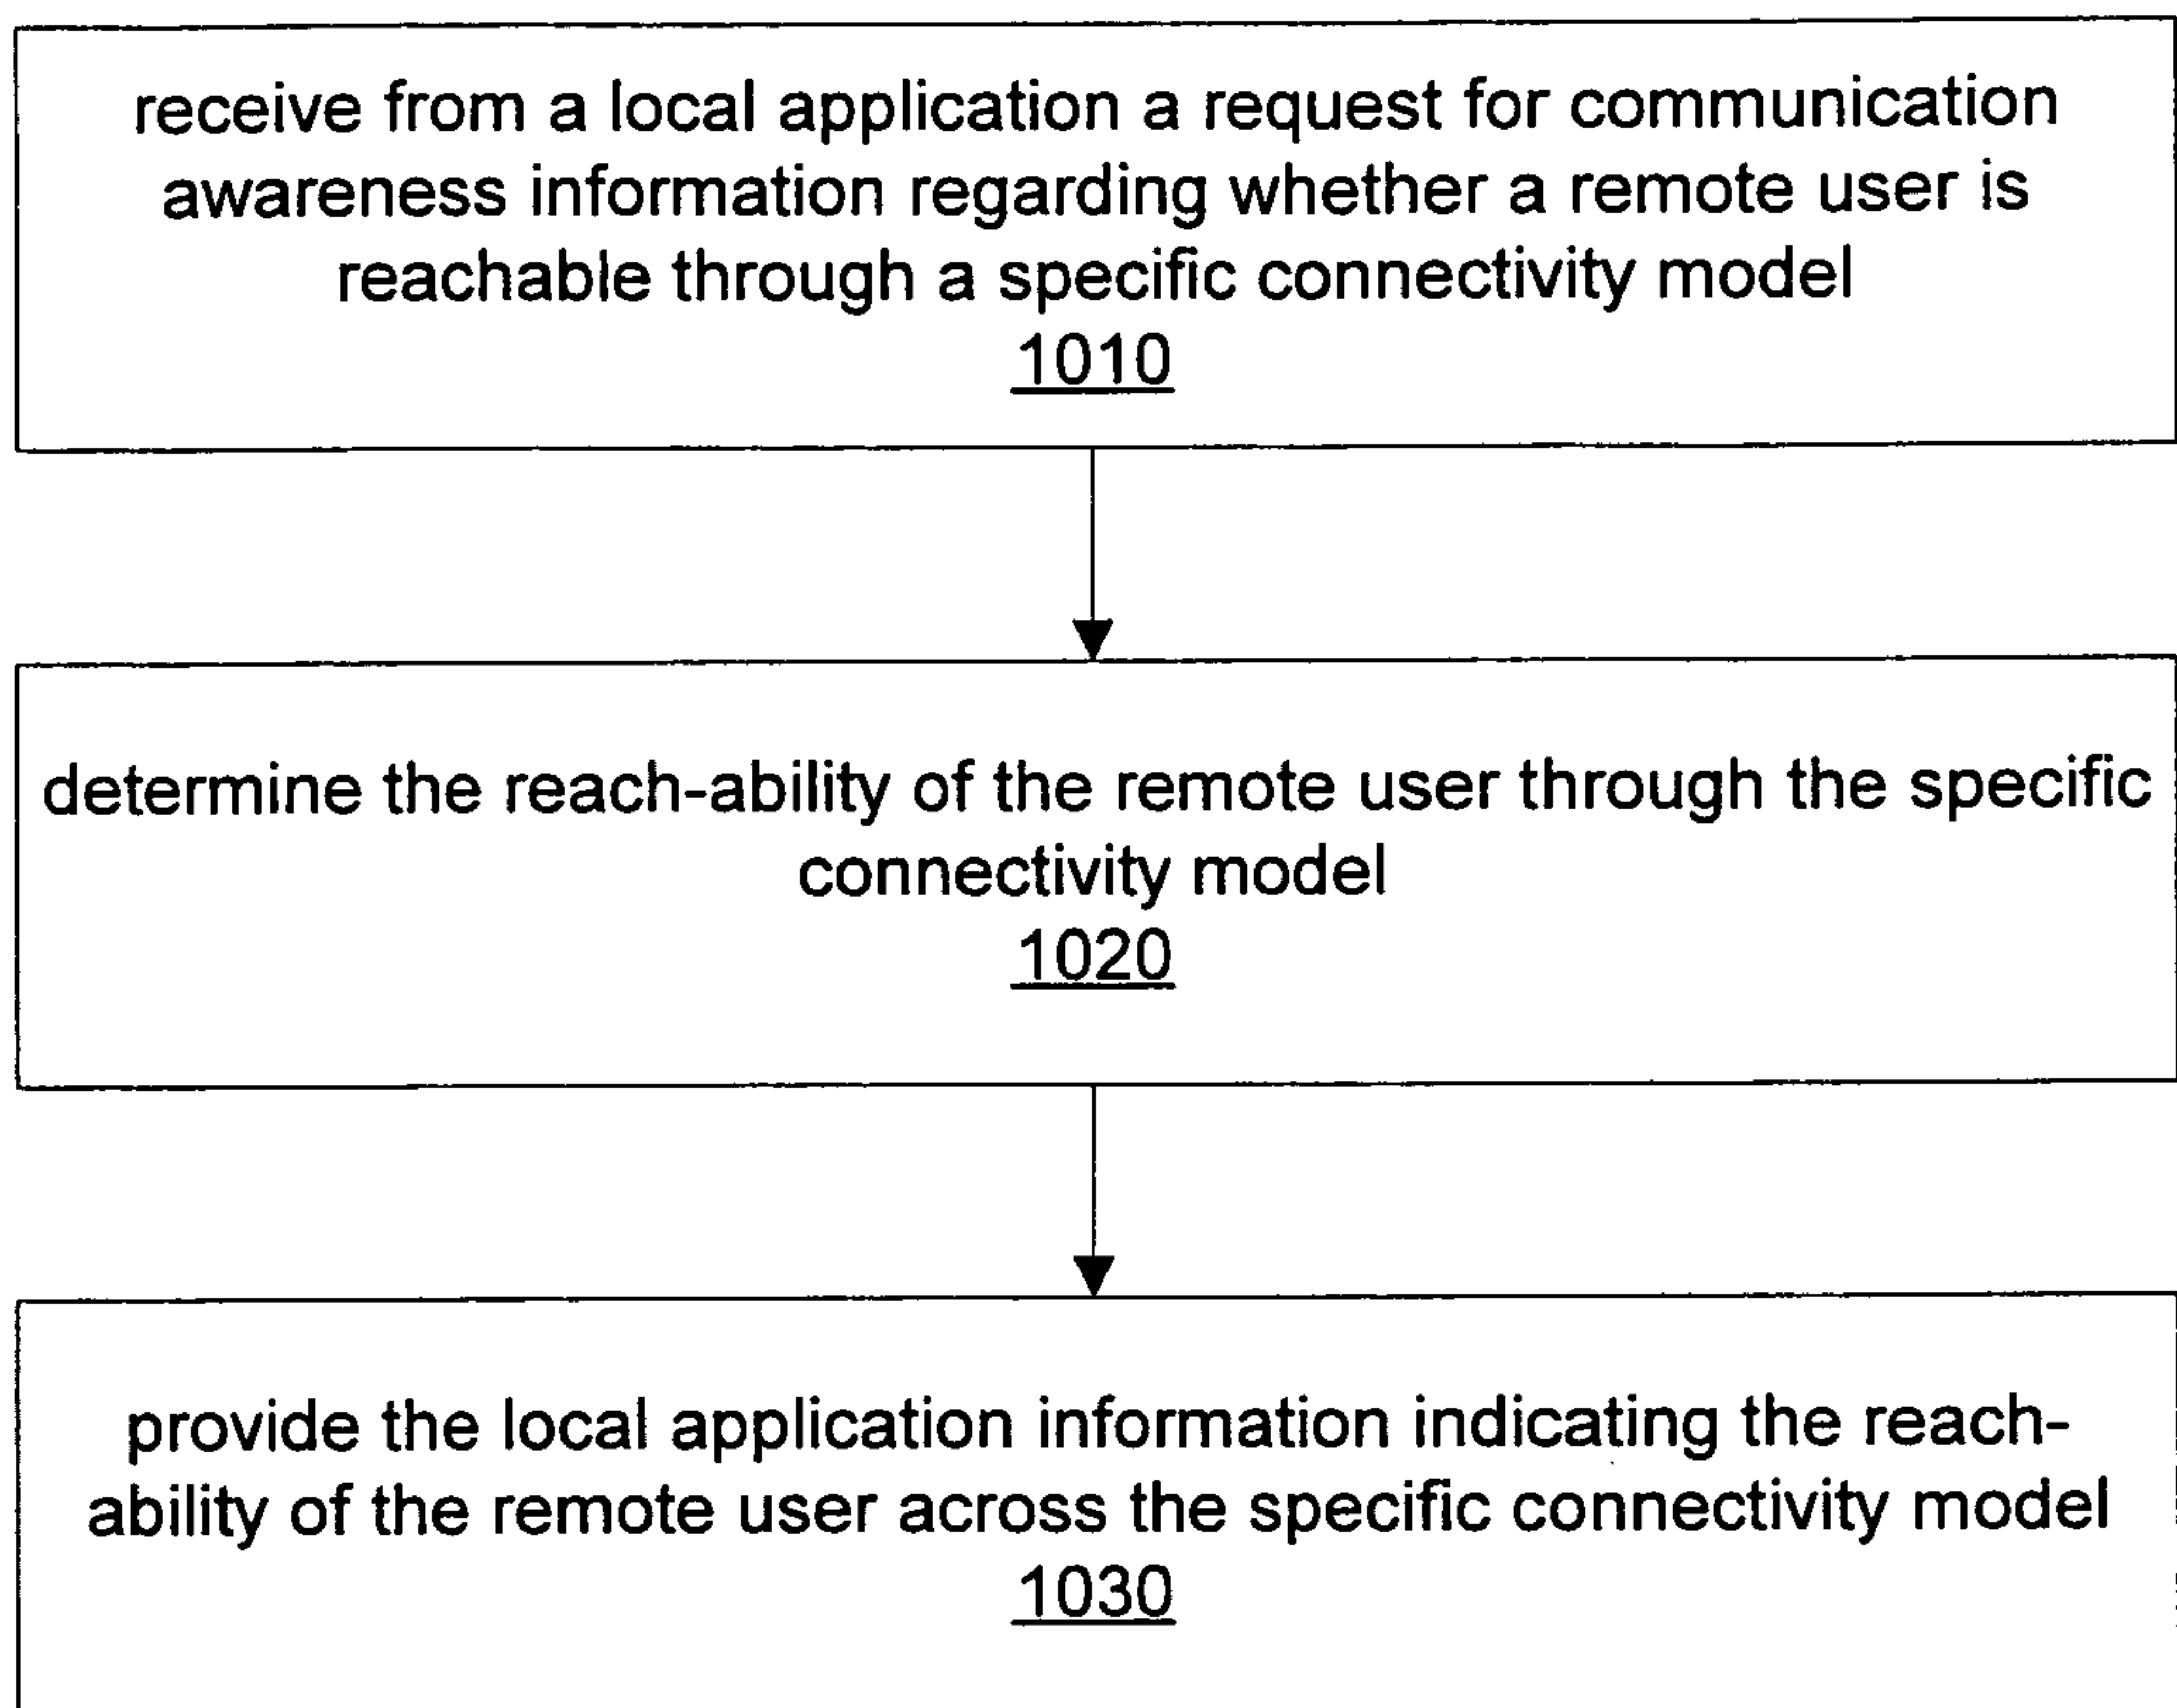 receive from a local application a request for communication
awareness information regarding whether a remote user is
reachable through a specific connectivity model
1010
determine the reach-ability of the remote user through the specific
connectivity model
1020
provide the local application information indicating the reach-
ability of the remote user across the specific connectivity model
1030